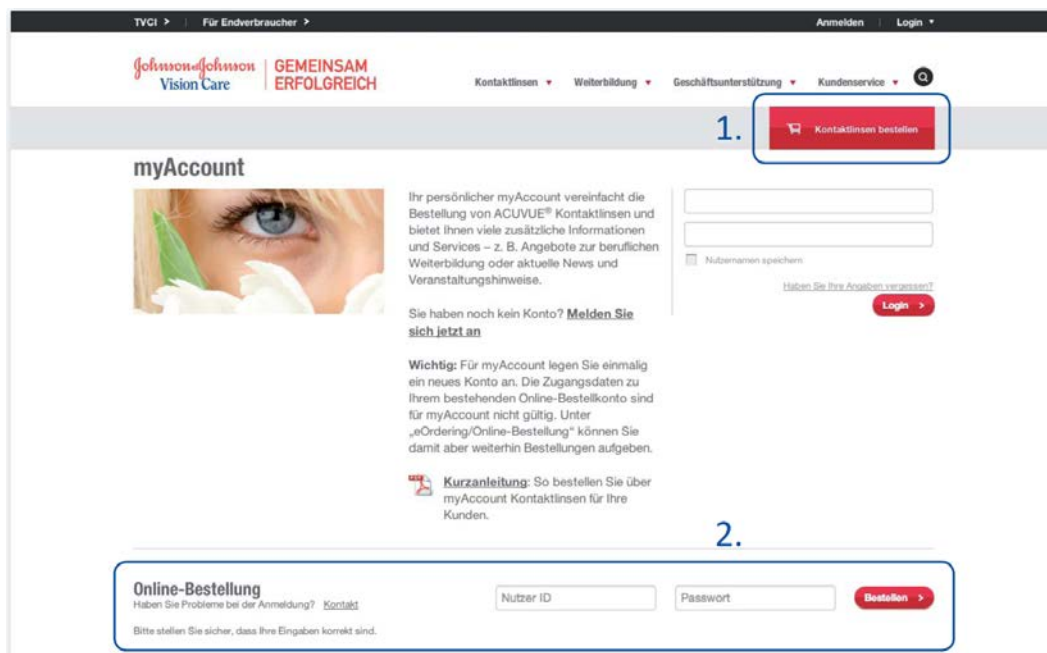 TVCI > | Für Endverbraucher >
Anmelden | Login ▾
Johnson & Johnson
Vision Care
GEMEINSAM
ERFOLGREICH
Kontaktlinsen ▾ Weiterbildung ▾ Geschäftsunterstützung ▾ Kundenservice ▾
1.
Kontaktlinsen bestellen
myAccount
Ihr persönlicher myAccount vereinfacht die
Bestellung von ACUVUE® Kontaktlinsen und
bietet Ihnen viele zusätzliche Informationen
und Services – z. B. Angebote zur beruflichen
Weiterbildung oder aktuelle News und
Veranstaltungshinweise.
Sie haben noch kein Konto? Melden Sie
sich jetzt an
Wichtig: Für myAccount legen Sie einmalig
ein neues Konto an. Die Zugangsdaten zu
Ihrem bestehenden Online-Bestellkonto sind
für myAccount nicht gültig. Unter
„eOrdering/Online-Bestellung“ können Sie
damit aber weiterhin Bestellungen aufgeben.
PDF
Kurzanleitung: So bestellen Sie über
myAccount Kontaktlinsen für Ihre
Kunden.
Nutzernamen speichern
Haben Sie Ihre Angaben vergessen?
Login >
2.
Online-Bestellung
Haben Sie Probleme bei der Anmeldung? Kontakt
Bitte stellen Sie sicher, dass Ihre Eingaben korrekt sind.
Nutzer ID
Passwort
Bestellen >